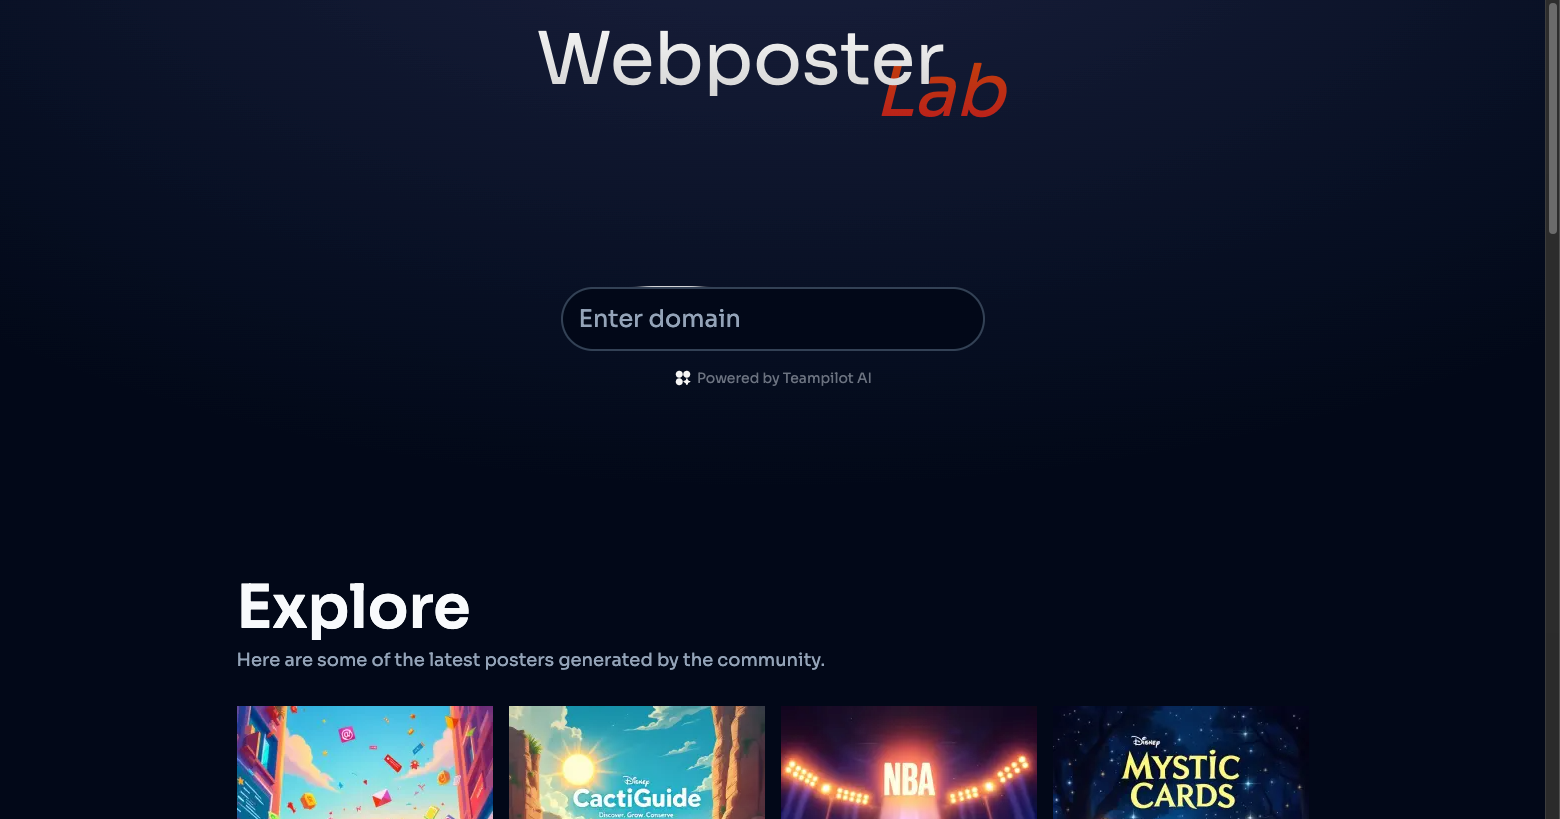 Webposter
Lab
Enter domain
Powered by Teampilot AI
Explore
Here are some of the latest posters generated by the community.
Disney
CactiGuide
Discover. Grow. Conserve
NBA
Disney
MYSTIC
CARDS